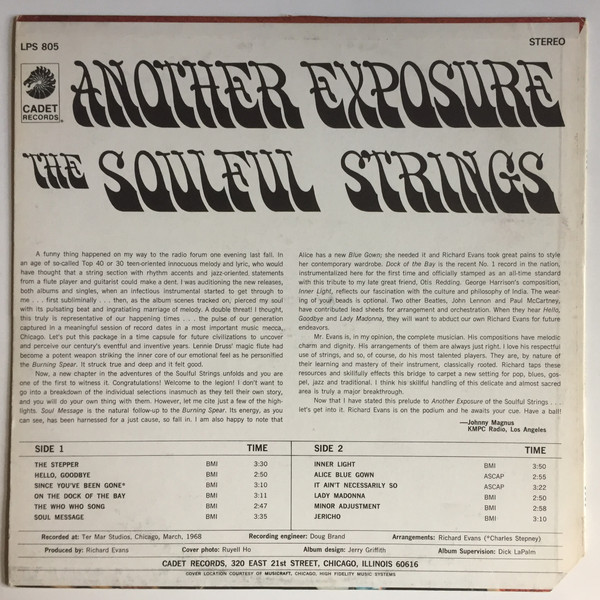 LPS 805
STEREO
CADET
RECORDS
ANOTHER EXPOSURE
THE SOULFUL STRINGS
A funny thing happened on my way to the radio forum one evening last fall. In
an age of so-called Top 40 or 30 teen-oriented innocuous melody and lyric, who would
have thought that a string section with rhythm accents and jazz-oriented statements
from a flute player and guitarist could make a dent. I was auditioning the new releases,
both albums and singles, when an infectious instrumental started to get through to
me . . . first subliminally . . . then, as the album scenes tracked on, pierced my soul
with its pulsating beat and ingratiating marriage of melody. A double threat! I thought,
this truly is representative of our happening times . . . the pulse of our generation
captured in a meaningful session of record dates in a most important music mecca,
Chicago. Let's put this package in a time capsule for future civilizations to uncover
and perceive our century's eventful and inventive years. Lennie Druss' magic flute had
become a potent weapon striking the inner core of our emotional feel as he personified
the Burning Spear. It struck true and deep and it felt good.
Now, a new chapter in the adventures of the Soulful Strings unfolds and you are
one of the first to witness it. Congratulations! Welcome to the legion! I don't want to
go into a breakdown of the individual selections inasmuch as they tell their own story,
and you will do your own thing with them. However, let me cite just a few of the high-
lights. Soul Message is the natural follow-up to the Burning Spear. Its energy, as you
can see, has been harnessed for a just cause, so fall in. I am also happy to note that
Alice has a new Blue Gown; she needed it and Richard Evans took great pains to style
her contemporary wardrobe. Dock of the Bay is the recent No. 1 record in the nation,
instrumentalized here for the first time and officially stamped as an all-time standard
with this tribute to my late great friend, Otis Redding. George Harrison's composition,
Inner Light, reflects our fascination with the culture and philosophy of India. The wear-
ing of your beads is optional. Two other Beatles, John Lennon and Paul McCartney,
have contributed lead sheets for arrangement and orchestration. When they hear Hello,
Goodbye and Lady Madonna, they will want to abduct our own Richard Evans for future
endeavors.
Mr. Evans is, in my opinion, the complete musician. His compositions have melodic
charm and dignity. His arrangements of them are always just right. I love his respectful
use of strings, and so, of course, do his most talented players. They are, by nature of
their learning and mastery of their instrument, classically rooted. Richard taps these
resources and skillfully constructs this bridge to carpet a new setting for pop, blues, gos-
pel, jazz and traditional. I think his skillful handling of this delicate and almost sacred
area is truly a major breakthrough.
Now that I have stated this prelude to Another Exposure of the Soulful Strings . . .
let's get into it. Richard Evans is on the podium and he awaits your cue. Have a ball!
—Johnny Magnus
KMPC Radio, Los Angeles
SIDE 1 TIME
THE STEPPER BMI 3:30
HELLO, GOODBYE BMI 2:50
SINCE YOU'VE BEEN GONE* BMI 3:10
ON THE DOCK OF THE BAY BMI 3:11
THE WHO WHO SONG BMI 2:47
SOUL MESSAGE BMI 3:35
SIDE 2 TIME
INNER LIGHT BMI 3:50
ALICE BLUE GOWN ASCAP 2:55
IT AIN'T NECESSARILY SO ASCAP 3:22
LADY MADONNA BMI 2:50
MINOR ADJUSTMENT BMI 2:58
JERICHO BMI 3:10
Recorded at: Ter Mar Studios, Chicago, March, 1968 Recording engineer: Doug Brand Arrangements: Richard Evans (*Charles Stepney)
Produced by: Richard Evans Cover photo: Ruyell Ho Album design: Jerry Griffith Album Supervision: Dick LaPalm
CADET RECORDS, 320 EAST 21st STREET, CHICAGO, ILLINOIS 60616
COVER LOCATION COURTESY OF MUSICRAFT, CHICAGO, HIGH FIDELITY MUSIC SYSTEMS